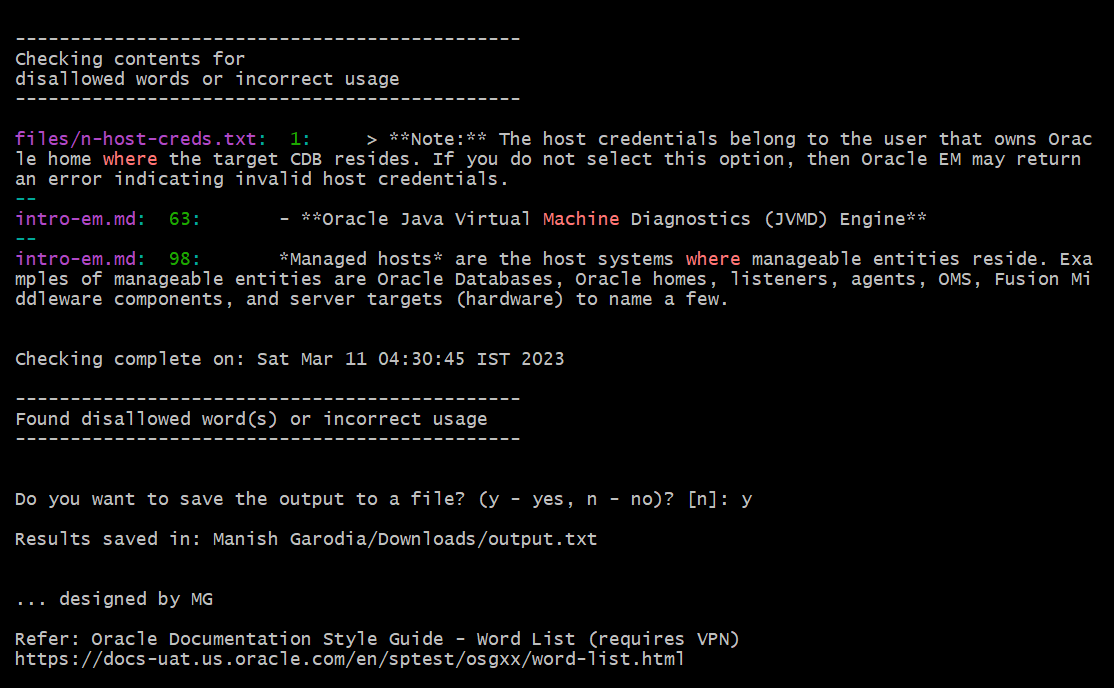 ----------------------------------------------
Checking contents for
disallowed words or incorrect usage
----------------------------------------------
files/n-host-creds.txt:  1:     > **Note:** The host credentials belong to the user that owns Orac
le home where the target CDB resides. If you do not select this option, then Oracle EM may return
an error indicating invalid host credentials.
--
intro-em.md:  63:       - **Oracle Java Virtual Machine Diagnostics (JVMD) Engine**
--
intro-em.md:  98:       *Managed hosts* are the host systems where manageable entities reside. Exa
mples of manageable entities are Oracle Databases, Oracle homes, listeners, agents, OMS, Fusion Mi
ddleware components, and server targets (hardware) to name a few.
Checking complete on: Sat Mar 11 04:30:45 IST 2023
----------------------------------------------
Found disallowed word(s) or incorrect usage
----------------------------------------------
Do you want to save the output to a file? (y - yes, n - no)? [n]: y
Results saved in: Manish Garodia/Downloads/output.txt
... designed by MG
Refer: Oracle Documentation Style Guide - Word List (requires VPN)
https://docs-uat.us.oracle.com/en/sptest/osgxx/word-list.html